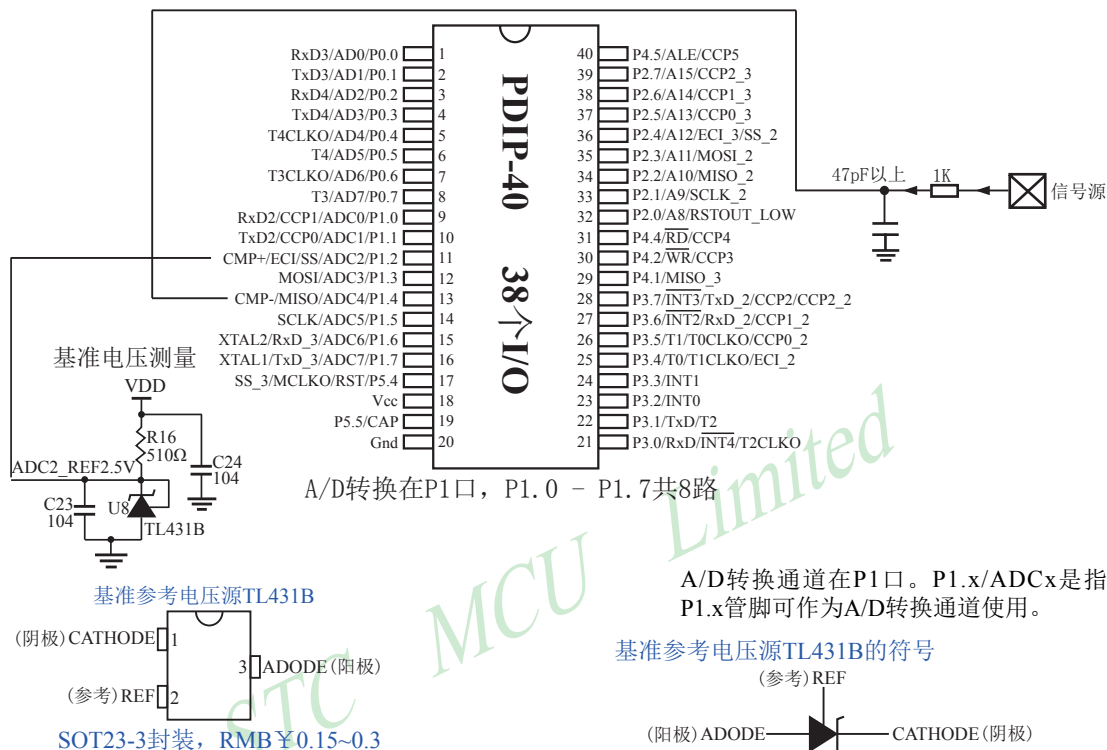 RxD3/AD0/P0.0 1
TxD3/AD1/P0.1 2
RxD4/AD2/P0.2 3
TxD4/AD3/P0.3 4
T4CLKO/AD4/P0.4 5
T4/AD5/P0.5 6
T3CLKO/AD6/P0.6 7
T3/AD7/P0.7 8
RxD2/CCP1/ADC0/P1.0 9
TxD2/CCP0/ADC1/P1.1 10
CMP+/ECI/SS/ADC2/P1.2 11
MOSI/ADC3/P1.3 12
CMP-/MISO/ADC4/P1.4 13
SCLK/ADC5/P1.5 14
XTAL2/RxD_3/ADC6/P1.6 15
XTAL1/TxD_3/ADC7/P1.7 16
SS_3/MCLKO/RST/P5.4 17
Vcc 18
P5.5/CAP 19
Gnd 20
PDIP-40 38个I/O
40 P4.5/ALE/CCP5
39 P2.7/A15/CCP2_3
38 P2.6/A14/CCP1_3
37 P2.5/A13/CCP0_3
36 P2.4/A12/ECI_3/SS_2
35 P2.3/A11/MOSI_2
34 P2.2/A10/MISO_2
33 P2.1/A9/SCLK_2
32 P2.0/A8/RSTOUT_LOW
31 P4.4/RD/CCP4
30 P4.2/WR/CCP3
29 P4.1/MISO_3
28 P3.7/INT3/TxD_2/CCP2/CCP2_2
27 P3.6/INT2/RxD_2/CCP1_2
26 P3.5/T1/T0CLKO/CCP0_2
25 P3.4/T0/T1CLKO/ECI_2
24 P3.3/INT1
23 P3.2/INT0
22 P3.1/TxD/T2
21 P3.0/RxD/INT4/T2CLKO
47pF以上 1K
信号源
基准电压测量
VDD
R16
510Ω
ADC2_REF2.5V
C24
104
C23
104
U8
TL431B
A/D转换在P1口，P1.0 - P1.7共8路
STC MCU Limited
A/D转换通道在P1口。P1.x/ADCx是指
P1.x管脚可作为A/D转换通道使用。
基准参考电压源TL431B
(阴极) CATHODE 1
3 ADODE(阳极)
(参考) REF 2
SOT23-3封装，RMB￥0.15~0.3
基准参考电压源TL431B的符号
(参考) REF
(阳极) ADODE
CATHODE (阴极)